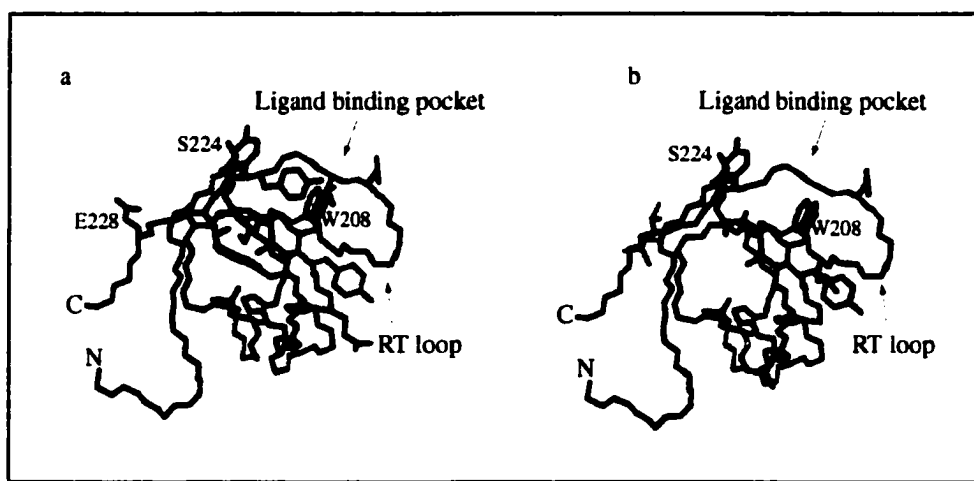 a
Ligand binding pocket
S224
W208
E228
C
N
RT loop
b
Ligand binding pocket
S224
W208
C
N
RT loop